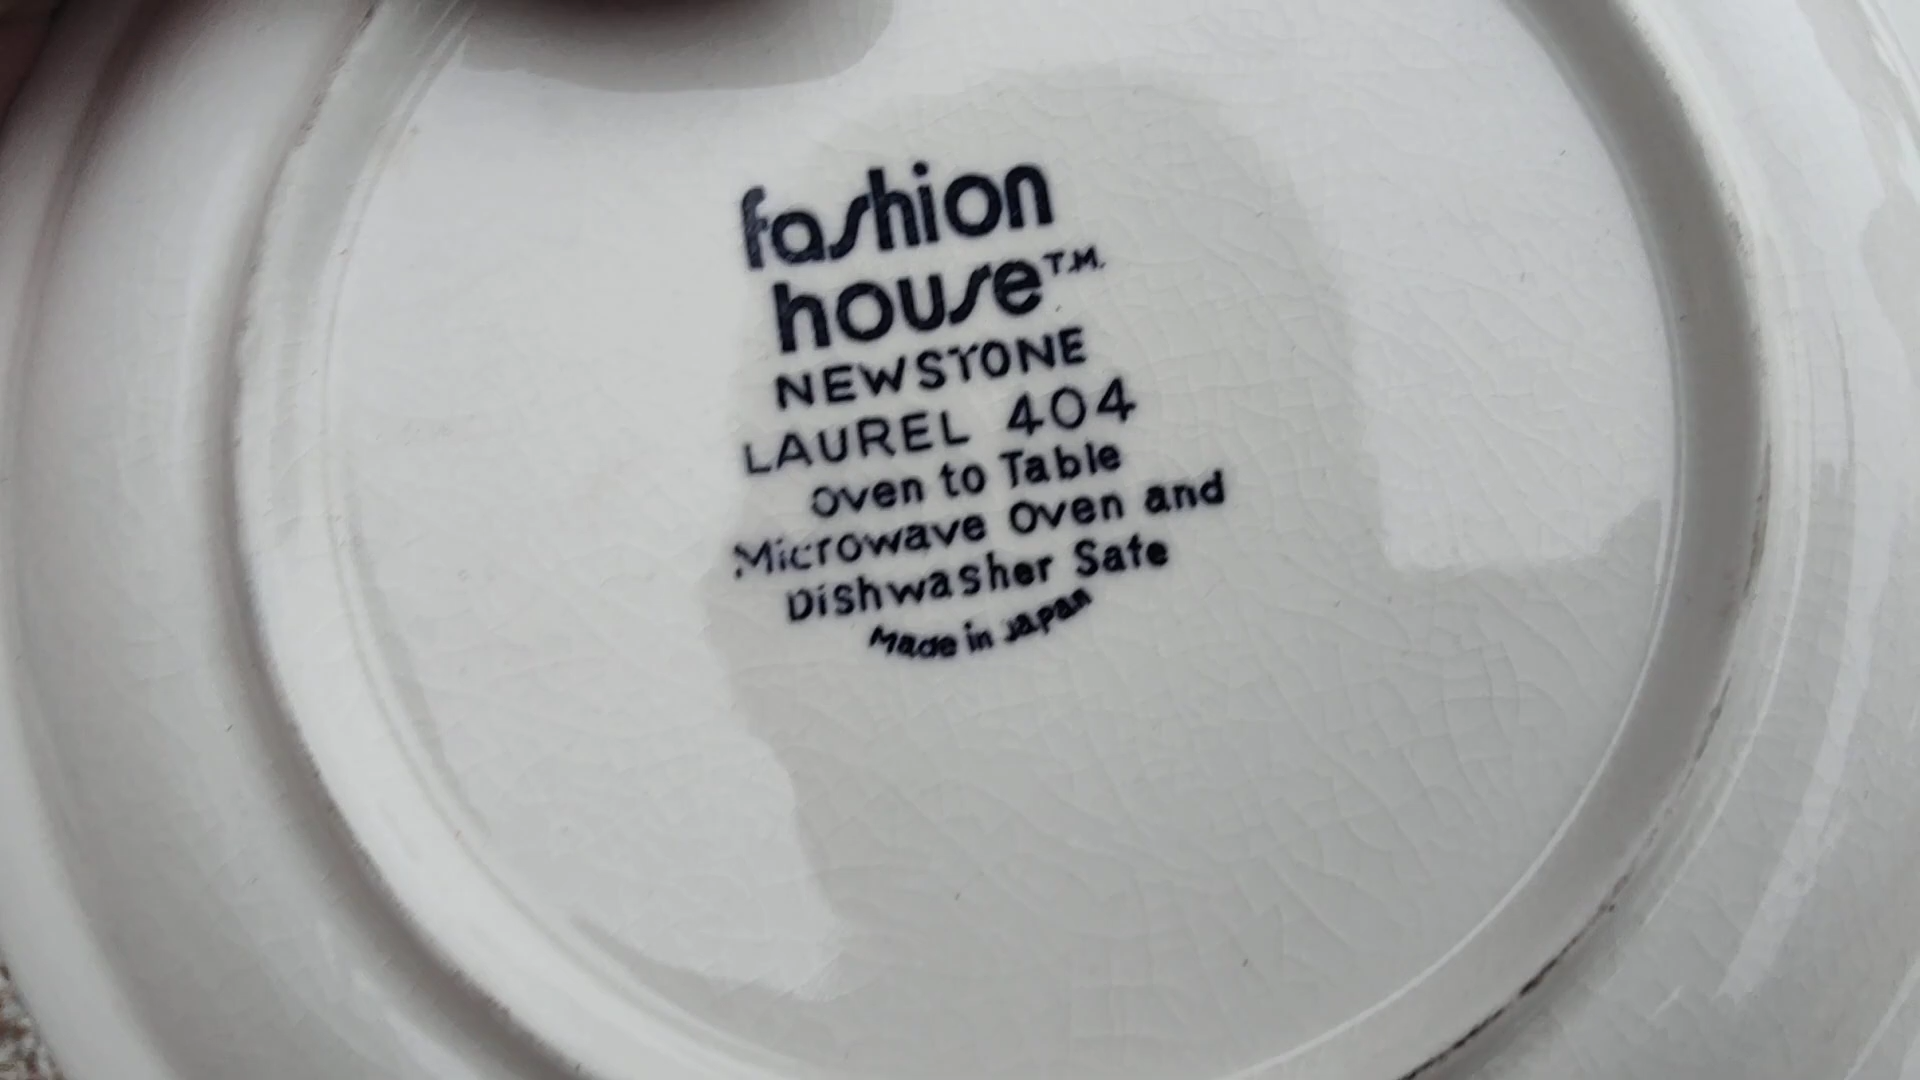 fashion
house T.M.
NEWSTONE
LAUREL 404
oven to Table
Microwave Oven and
Dishwasher Safe
Made in Japan